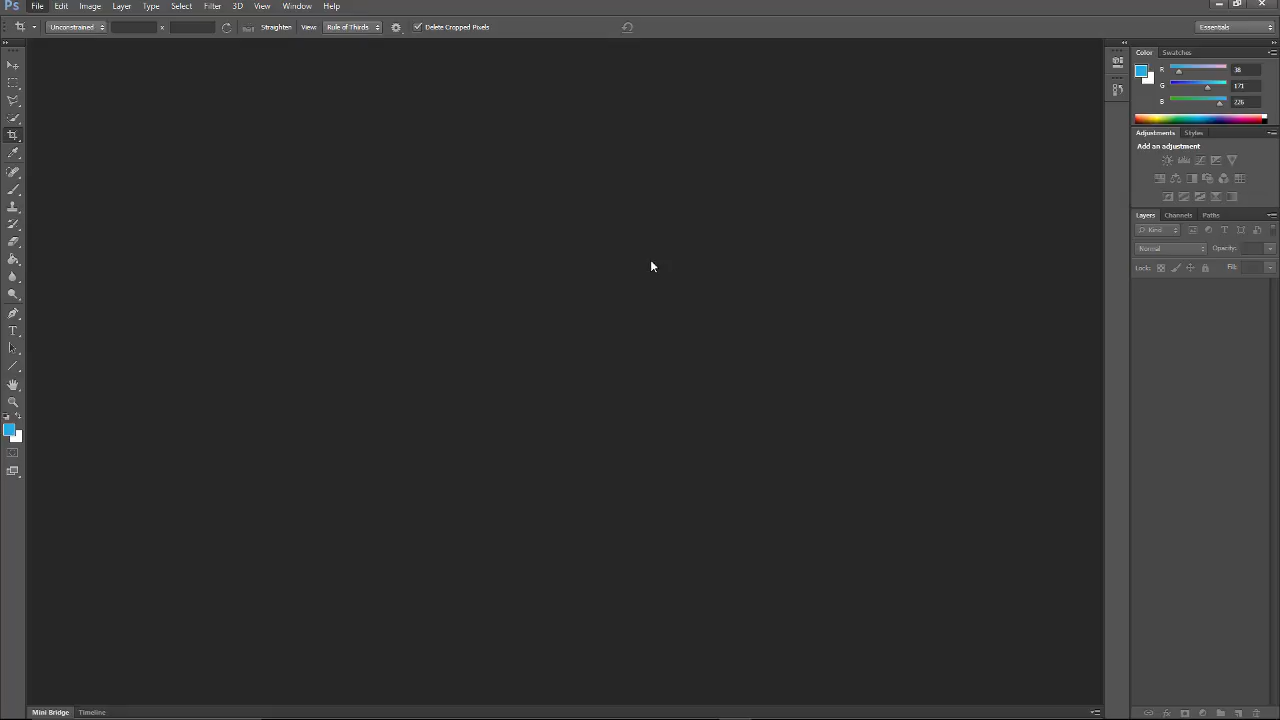 Ps File Edit Image Layer Type Select Filter 3D View Window Help
Unconstrained x Straighten View: Rule of Thirds Delete Cropped Pixels Essentials
Color Swatches
R 38
G 171
B 226
Adjustments Styles
Add an adjustment
Layers Channels Paths
Kind
Normal Opacity:
Lock: Fill:
Mini Bridge Timeline